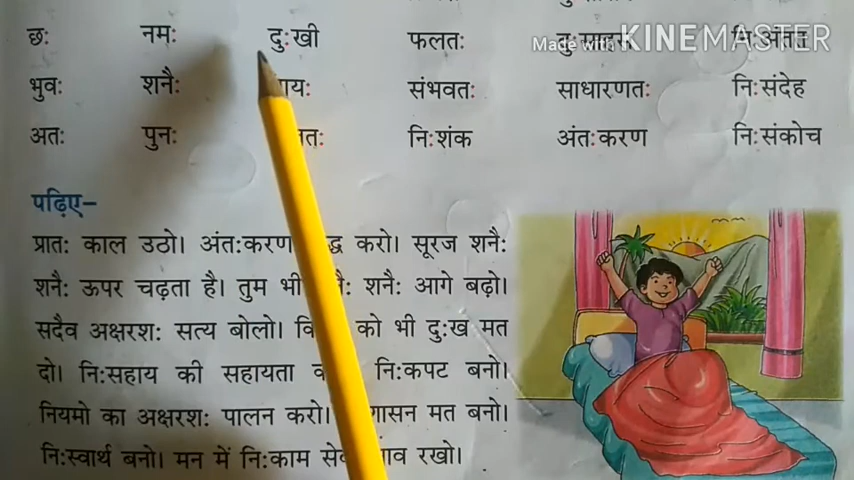 छः नमः दुःखी फलतः
Made with KINEMASTER
भुवः शनैः संभवतः साधारणतः निःसंदेह
अतः पुनः निःशंक अंतःकरण निःसंकोच
पढ़िए–
प्रातः काल उठो। अंतःकरण करो। सूरज शनैः
शनैः ऊपर चढ़ता है। तुम भी शनैः आगे बढ़ो।
सदैव अक्षरशः सत्य बोलो। को भी दुःख मत
दो। निःसहाय की सहायता निःकपट बनो।
नियमो का अक्षरशः पालन करो। मत बनो।
निःस्वार्थ बनो। मन में निःकाम रखो।